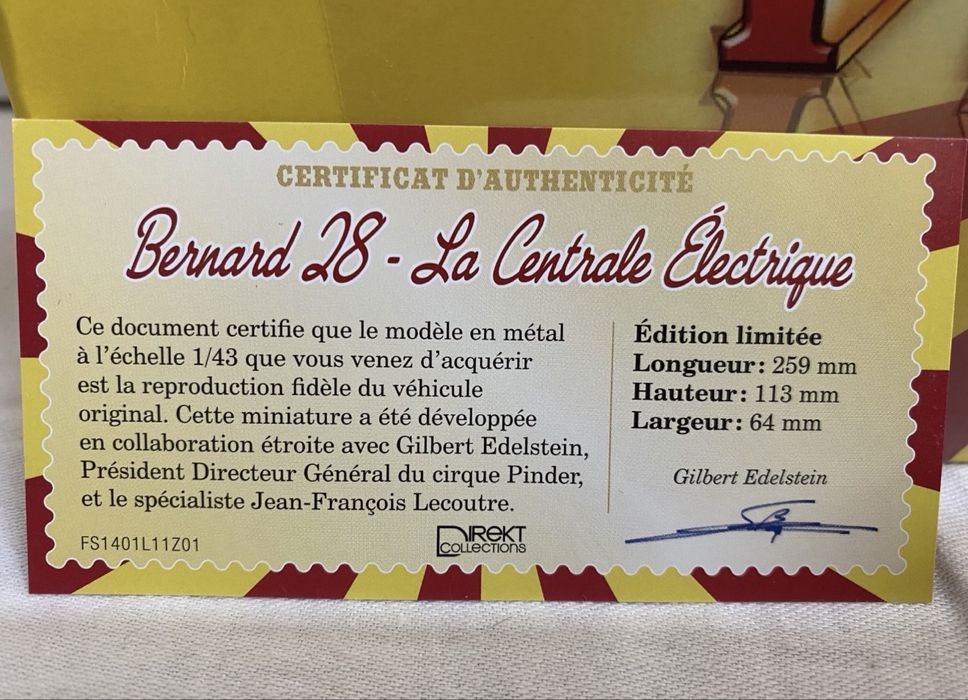 CERTIFICAT D'AUTHENTICITÉ
Bernard 28 - La Centrale Électrique
Ce document certifie que le modèle en métal
à l'échelle 1/43 que vous venez d'acquérir
est la reproduction fidèle du véhicule
original. Cette miniature a été développée
en collaboration étroite avec Gilbert Edelstein,
Président Directeur Général du cirque Pinder,
et le spécialiste Jean-François Lecoutre.
FS1401L11Z01
DIREKT
COLLECTIONS
Édition limitée
Longueur: 259 mm
Hauteur: 113 mm
Largeur: 64 mm
Gilbert Edelstein